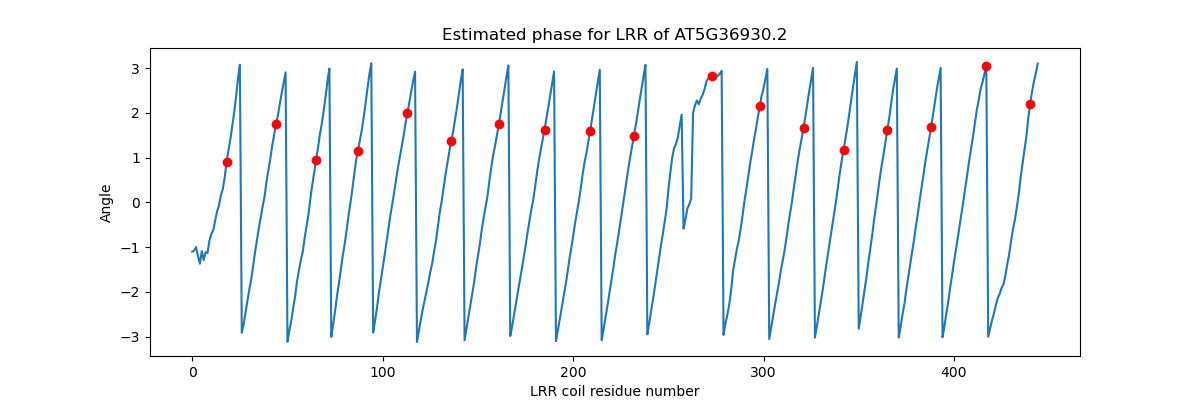 Estimated phase for LRR of AT5G36930.2
3
2
1
0
−1
−2
−3
Angle
0 100 200 300 400
LRR coil residue number